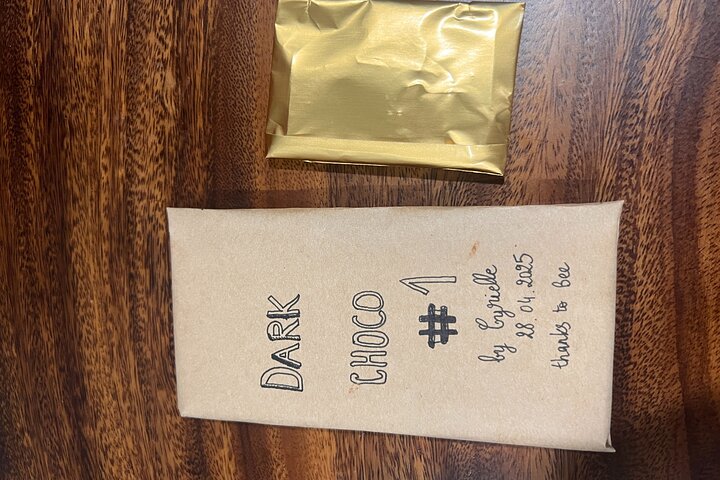 DARK
CHOCO
#1
by Cyrielle
28.04.2025
thanks to bee